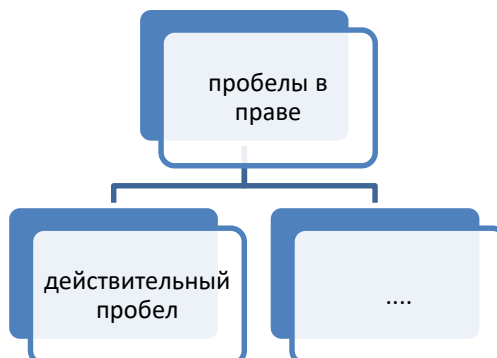 пробелы в
праве
действительный
пробел
....